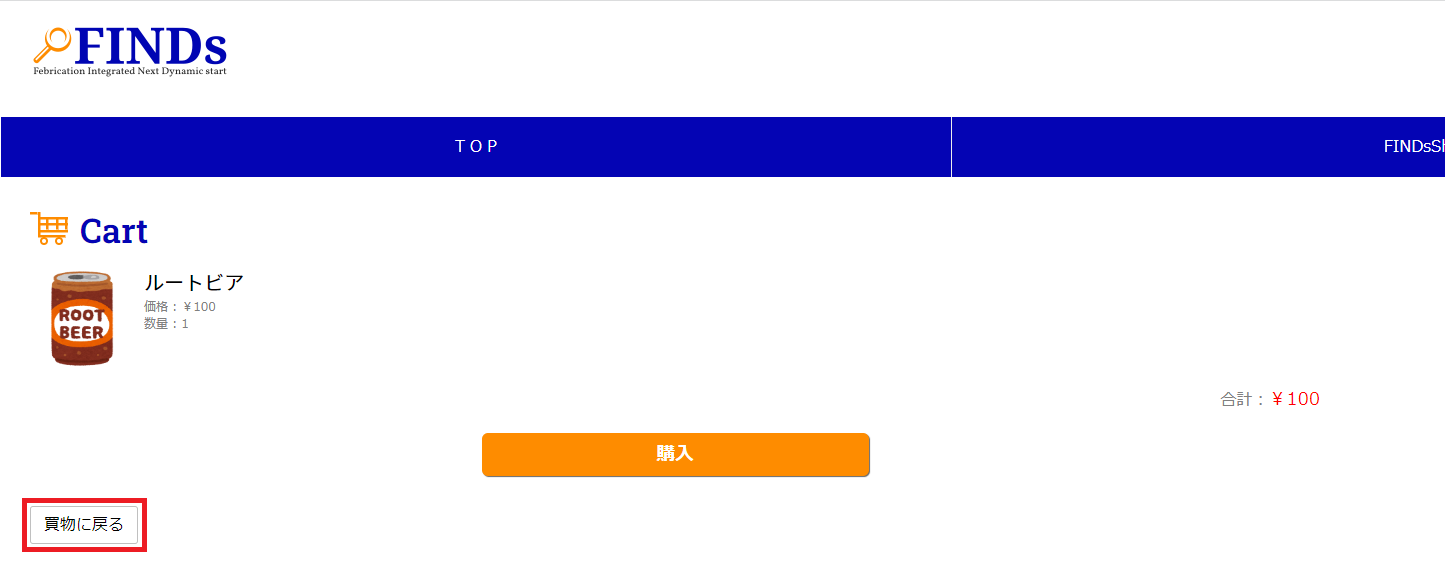 FINDs
Febrication Integrated Next Dynamic start
ＴＯＰ
FINDsSh
Cart
ルートビア
価格：￥100
数量：1
ROOT
BEER
合計：￥100
購入
買物に戻る